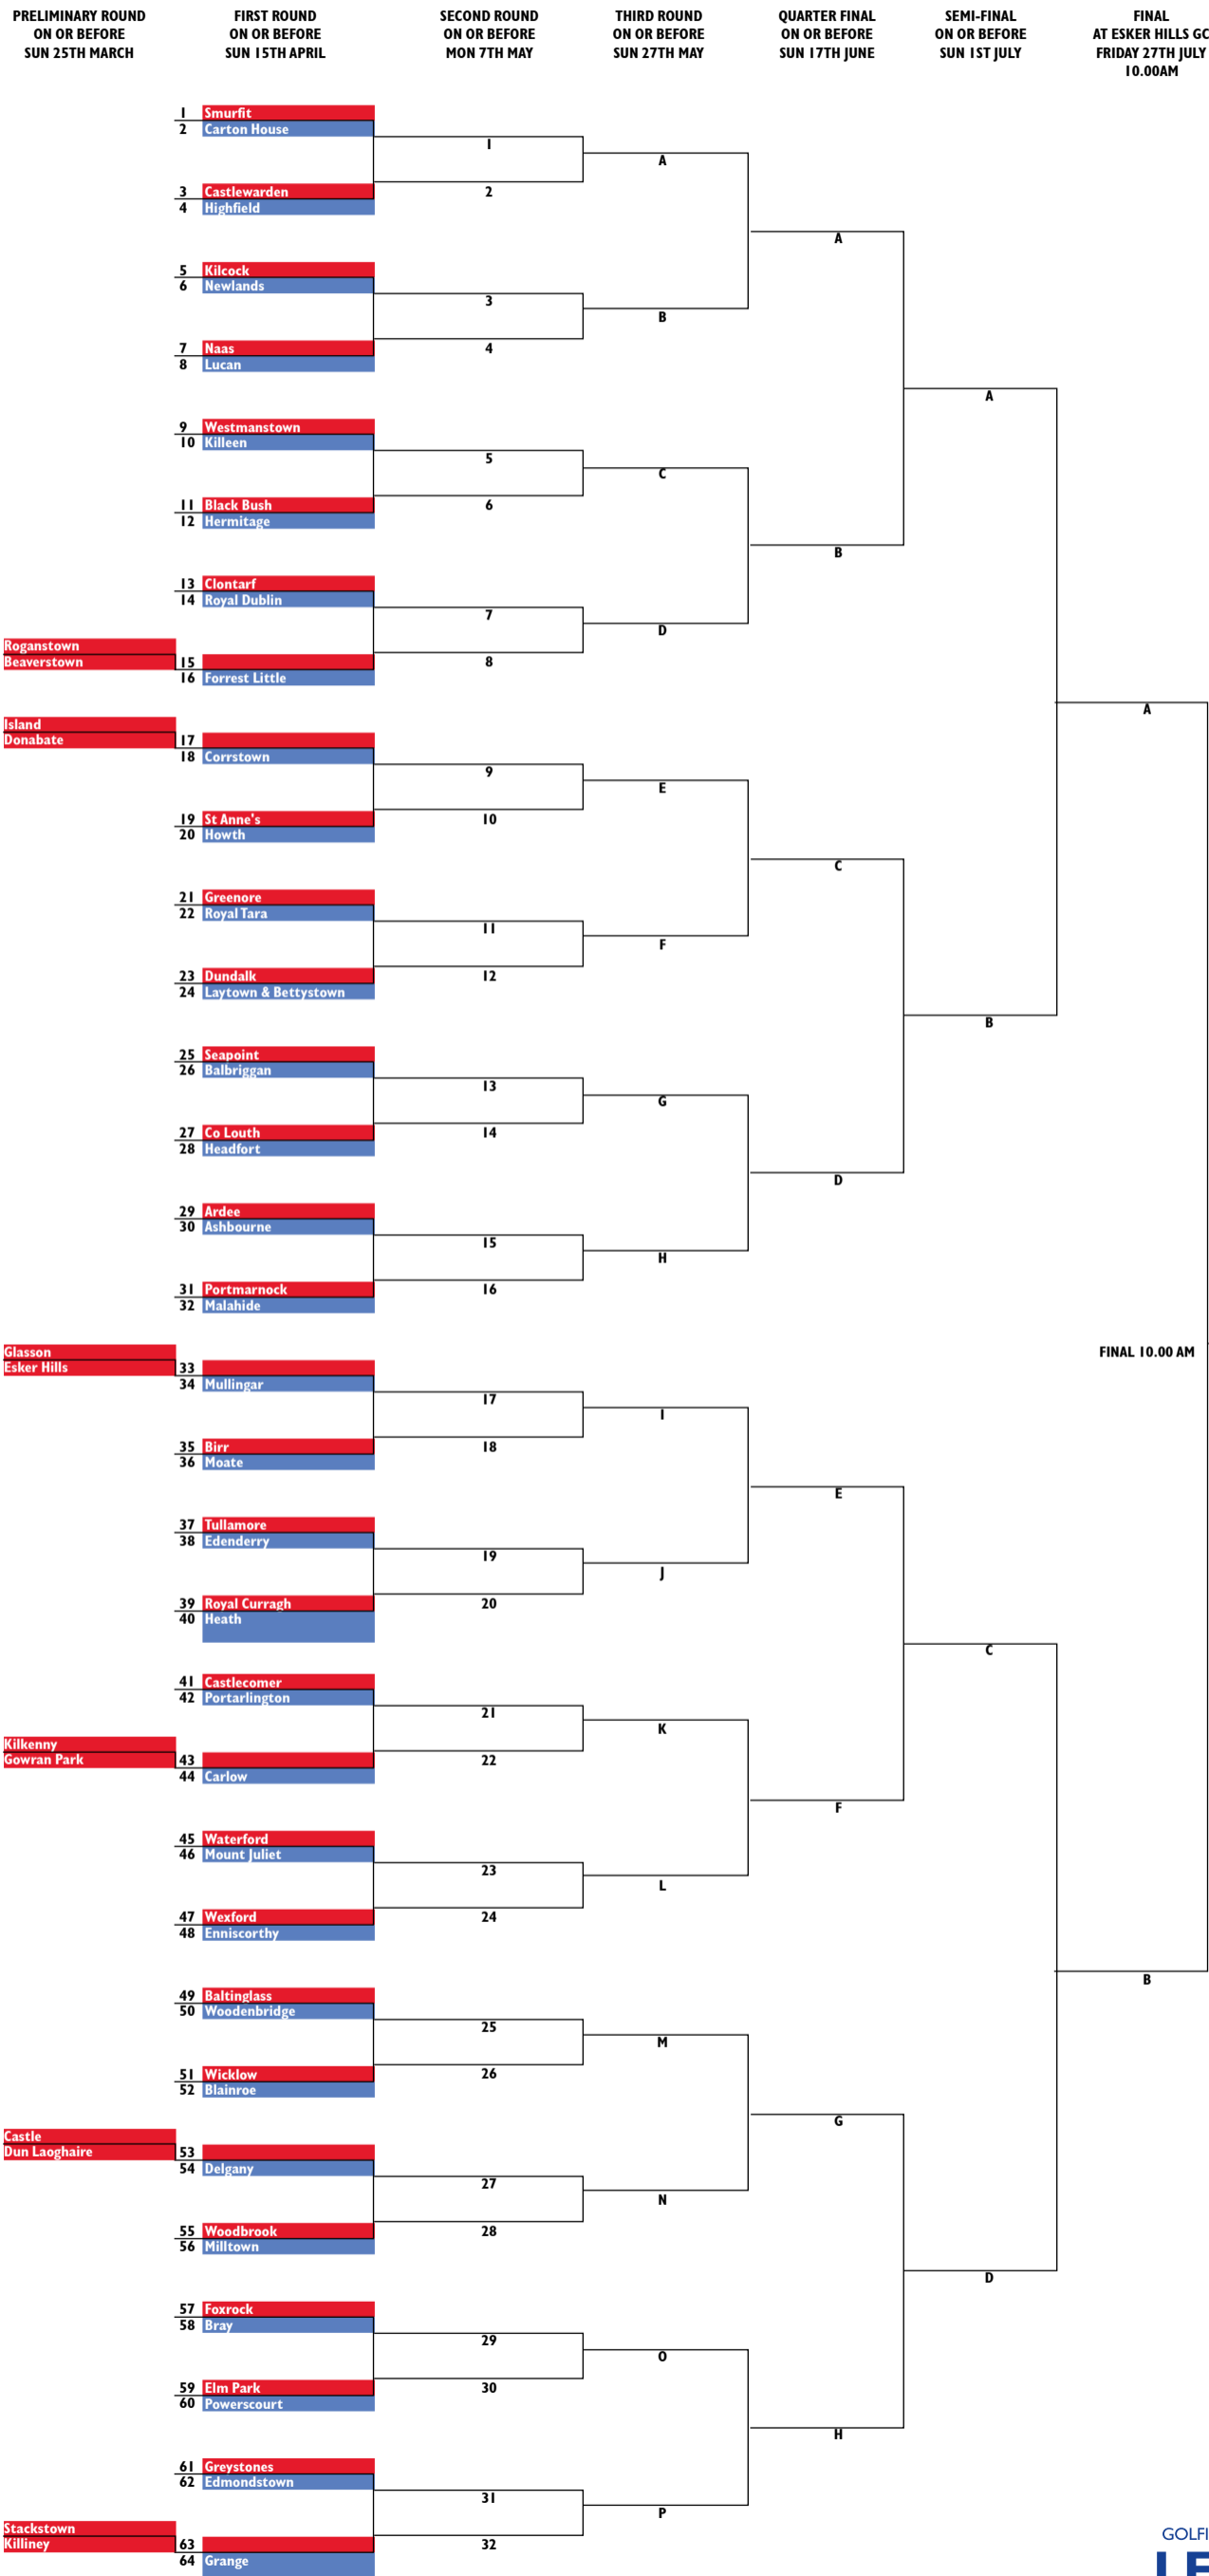 PRELIMINARY ROUND
ON OR BEFORE
SUN 25TH MARCH
FIRST ROUND
ON OR BEFORE
SUN 15TH APRIL
SECOND ROUND
ON OR BEFORE
MON 7TH MAY
THIRD ROUND
ON OR BEFORE
SUN 27TH MAY
QUARTER FINAL
ON OR BEFORE
SUN 17TH JUNE
SEMI-FINAL
ON OR BEFORE
SUN 1ST JULY
FINAL
AT ESKER HILLS GC
FRIDAY 27TH JULY
10.00AM
Roganstown
Beaverstown
Island
Donabate
Glasson
Esker Hills
Kilkenny
Gowran Park
Castle
Dun Laoghaire
Stackstown
Killiney
1 Smurfit
2 Carton House
3 Castlewarden
4 Highfield
5 Kilcock
6 Newlands
7 Naas
8 Lucan
9 Westmanstown
10 Killeen
11 Black Bush
12 Hermitage
13 Clontarf
14 Royal Dublin
15
16 Forrest Little
17
18 Corrstown
19 St Anne's
20 Howth
21 Greenore
22 Royal Tara
23 Dundalk
24 Laytown & Bettystown
25 Seapoint
26 Balbriggan
27 Co Louth
28 Headfort
29 Ardee
30 Ashbourne
31 Portmarnock
32 Malahide
33
34 Mullingar
35 Birr
36 Moate
37 Tullamore
38 Edenderry
39 Royal Curragh
40 Heath
41 Castlecomer
42 Portarlington
43
44 Carlow
45 Waterford
46 Mount Juliet
47 Wexford
48 Enniscorthy
49 Baltinglass
50 Woodenbridge
51 Wicklow
52 Blainroe
53
54 Delgany
55 Woodbrook
56 Milltown
57 Foxrock
58 Bray
59 Elm Park
60 Powerscourt
61 Greystones
62 Edmondstown
63
64 Grange
1
2
3
4
5
6
7
8
9
10
11
12
13
14
15
16
17
18
19
20
21
22
23
24
25
26
27
28
29
30
31
32
A
B
C
D
E
F
G
H
I
J
K
L
M
N
O
P
A
B
C
D
E
F
G
H
A
B
C
D
A
FINAL 10.00 AM
B
GOLFI
LE